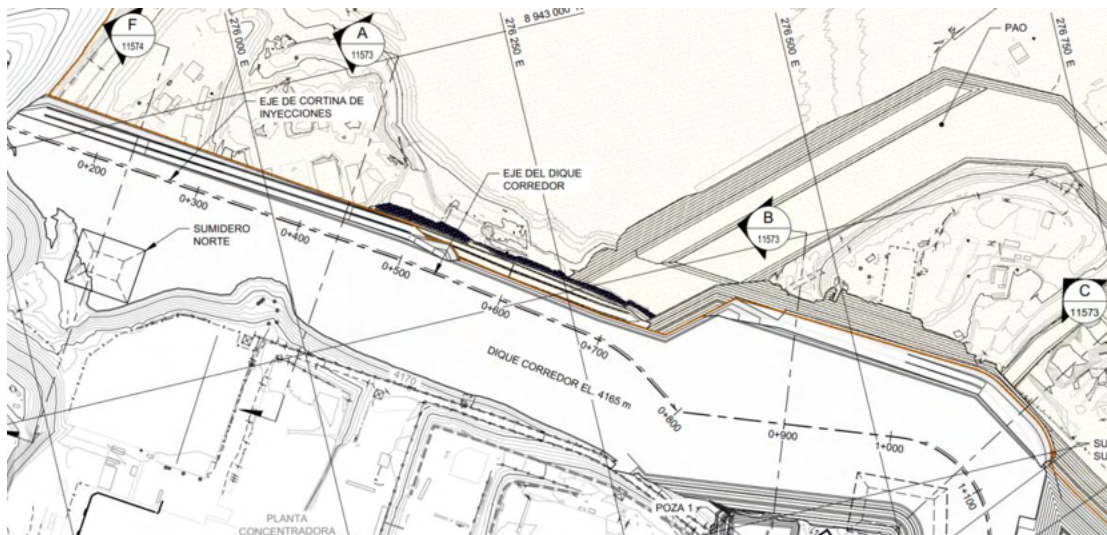 F
11574
A
11573
276 000 E
8 943 000 N
276 250 E
276 500 E
276 750 E
PAO
EJE DE CORTINA DE
INYECCIONES
EJE DEL DIQUE
CORREDOR
B
11573
C
11573
SUMIDERO
NORTE
0+200
0+300
0+400
0+500
0+600
0+700
0+800
0+900
1+000
1+100
DIQUE CORREDOR EL. 4165 m
4170
SU
SU
POZA 1
PLANTA
CONCENTRADORA